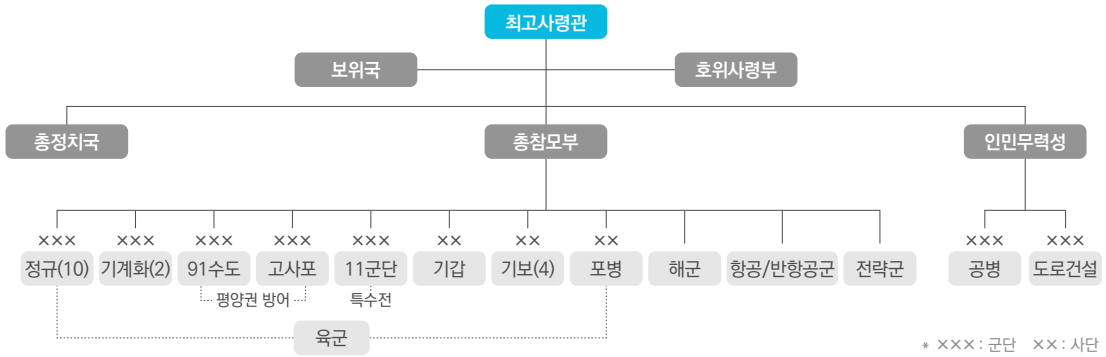 최고사령관
보위국 호위사령부
총정치국 총참모부 인민무력성
××× ××× ××× ××× ××× ×× ×× ×× ××× ×××
정규(10) 기계화(2) 91수도 고사포 11군단 기갑 기보(4) 포병 해군 항공/반항공군 전략군 공병 도로건설
평양권 방어 특수전
육군
* ××× : 군단 ×× : 사단